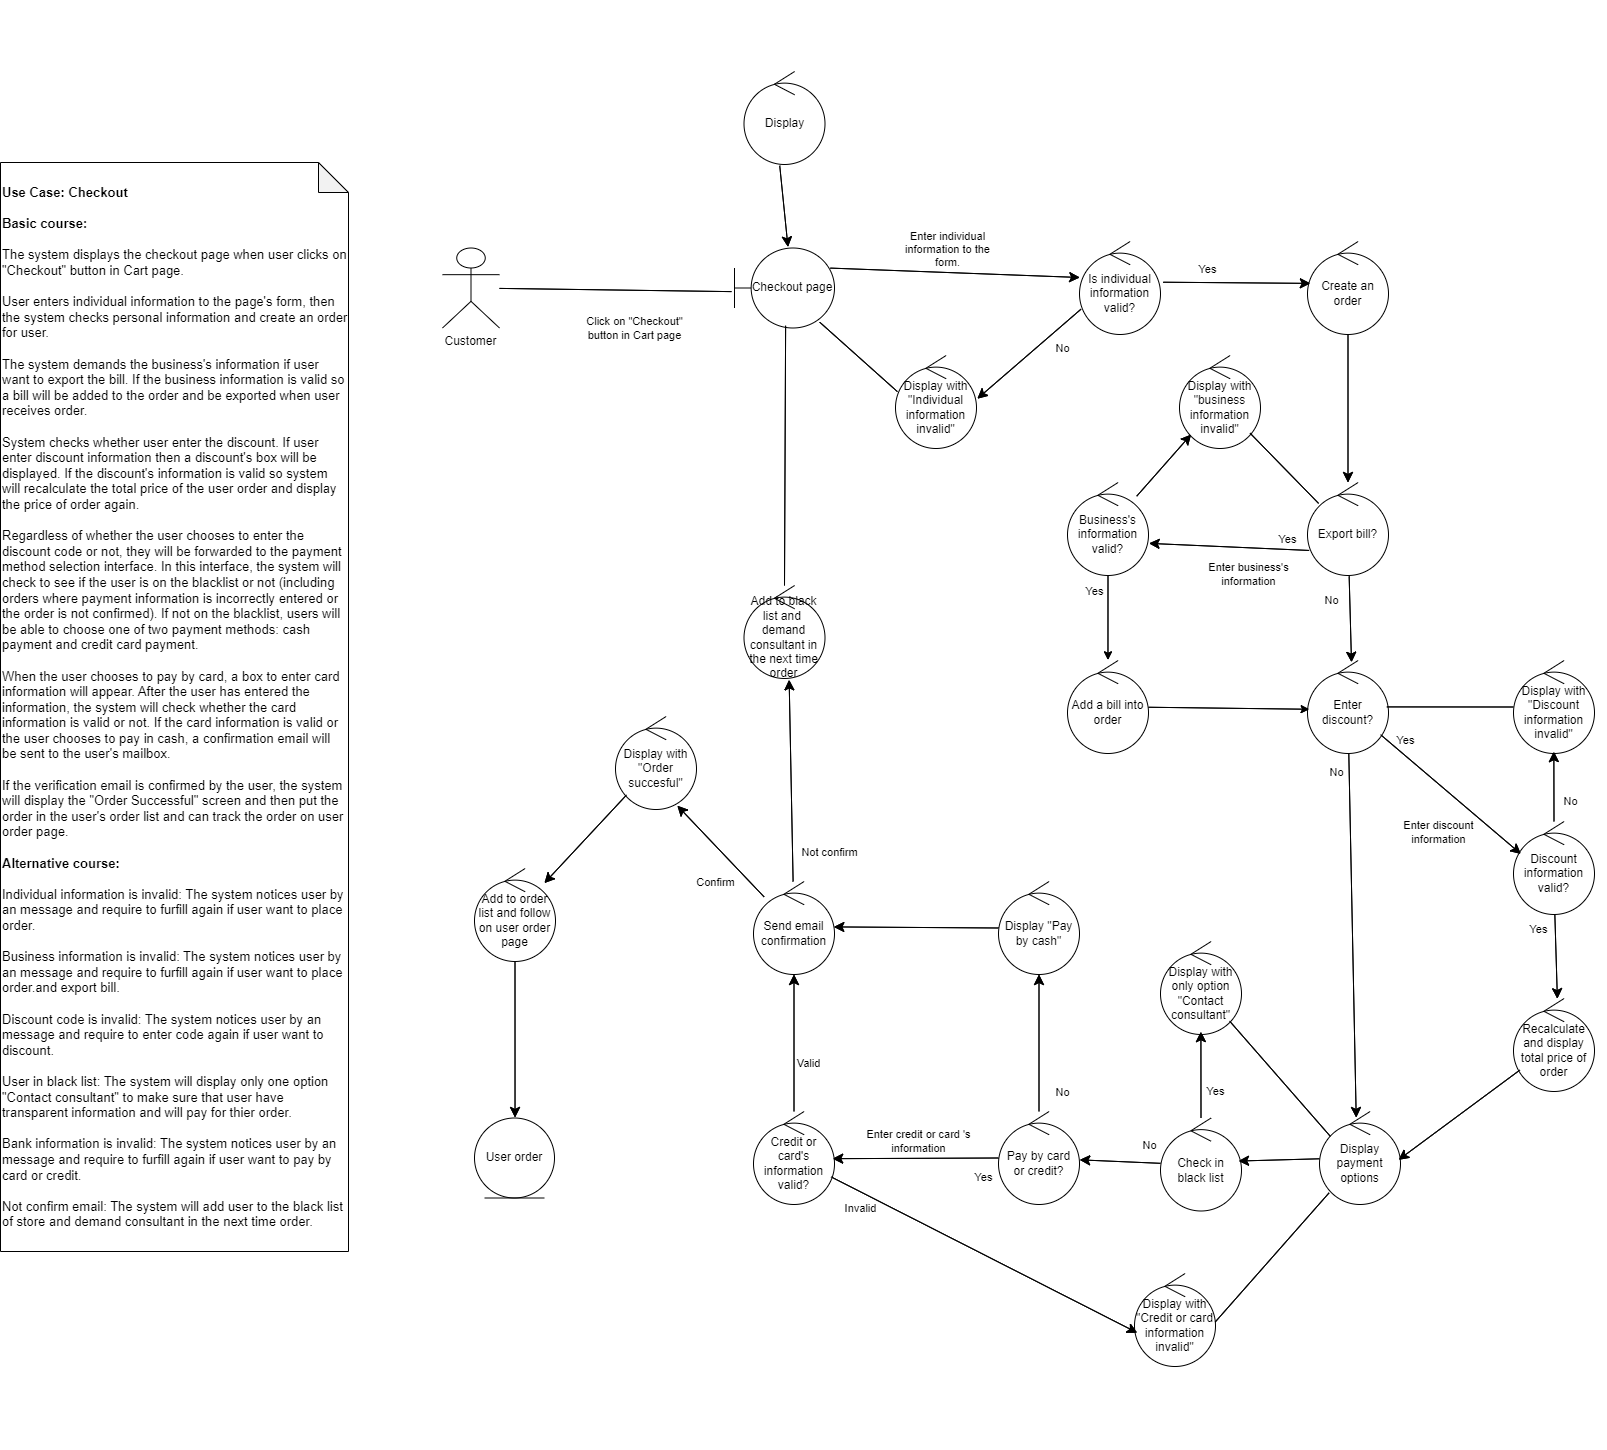 Use Case: Checkout
Basic course:
The system displays the checkout page when user clicks on
"Checkout" button in Cart page.
User enters individual information to the page's form, then
the system checks personal information and create an order
for user.
The system demands the business's information if user
want to export the bill. If the business information is valid so
a bill will be added to the order and be exported when user
receives order.
System checks whether user enter the discount. If user
enter discount information then a discount's box will be
displayed. If the discount's information is valid so system
will recalculate the total price of the user order and display
the price of order again.
Regardless of whether the user chooses to enter the
discount code or not, they will be forwarded to the payment
method selection interface. In this interface, the system will
check to see if the user is on the blacklist or not (including
orders where payment information is incorrectly entered or
the order is not confirmed). If not on the blacklist, users will
be able to choose one of two payment methods: cash
payment and credit card payment.
When the user chooses to pay by card, a box to enter card
information will appear. After the user has entered the
information, the system will check whether the card
information is valid or not. If the card information is valid or
the user chooses to pay in cash, a confirmation email will
be sent to the user's mailbox.
If the verification email is confirmed by the user, the system
will display the "Order Successful" screen and then put the
order in the user's order list and can track the order on user
order page.
Alternative course:
Individual information is invalid: The system notices user by
an message and require to furfill again if user want to place
order.
Business information is invalid: The system notices user by
an message and require to furfill again if user want to place
order.and export bill.
Discount code is invalid: The system notices user by an
message and require to enter code again if user want to
discount.
User in black list: The system will display only one option
"Contact consultant" to make sure that user have
transparent information and will pay for thier order.
Bank information is invalid: The system notices user by an
message and require to furfill again if user want to pay by
card or credit.
Not confirm email: The system will add user to the black list
of store and demand consultant in the next time order.
Display
Customer
Click on "Checkout"
button in Cart page
Checkout page
Enter individual
information to the
form.
Is individual
information
valid?
Yes
Create an
order
No
Display with
"Individual
information
invalid"
Display with
"business
information
invalid"
Business's
information
valid?
Yes
Enter business's
information
Export bill?
Yes
No
Add a bill into
order
Enter
discount?
Display with
"Discount
information
invalid"
Yes
No
No
Enter discount
information
Discount
information
valid?
Yes
Recalculate
and display
total price of
order
Add to black
list and
demand
consultant in
the next time
order
Display with
"Order
succesful"
Not confirm
Confirm
Add to order
list and follow
on user order
page
Send email
confirmation
Display "Pay
by cash"
Display with
only option
"Contact
consultant"
Valid
No
Yes
User order
Credit or
card's
information
valid?
Enter credit or card 's
information
Yes
Pay by card
or credit?
No
Check in
black list
Display
payment
options
Invalid
Display with
"Credit or card
information
invalid"